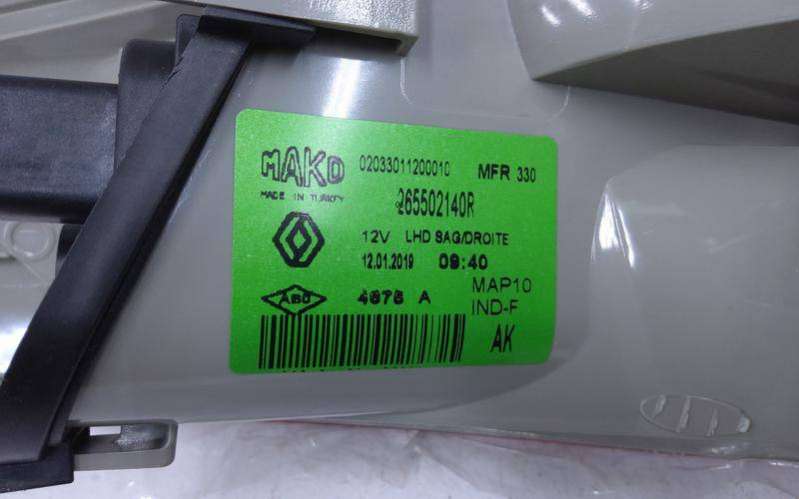 MAKO 02033011200010 MFR 330
MADE IN TURKEY
265502140R
12V LHD SAG/DROITE
12.01.2019 09:40
MAP10
4675 A
IND-F
AK